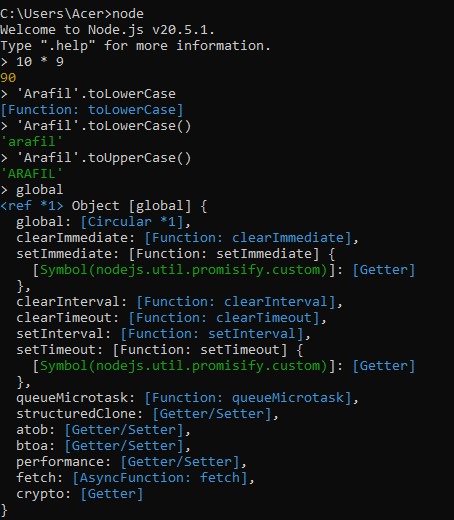 C:\Users\Acer>node
Welcome to Node.js v20.5.1.
Type ".help" for more information.
> 10 * 9
90
> 'Arafil'.toLowerCase
[Function: toLowerCase]
> 'Arafil'.toLowerCase()
'arafil'
> 'Arafil'.toUpperCase()
'ARAFIL'
> global
<ref *1> Object [global] {
  global: [Circular *1],
  clearImmediate: [Function: clearImmediate],
  setImmediate: [Function: setImmediate] {
    [Symbol(nodejs.util.promisify.custom)]: [Getter]
  },
  clearInterval: [Function: clearInterval],
  clearTimeout: [Function: clearTimeout],
  setInterval: [Function: setInterval],
  setTimeout: [Function: setTimeout] {
    [Symbol(nodejs.util.promisify.custom)]: [Getter]
  },
  queueMicrotask: [Function: queueMicrotask],
  structuredClone: [Getter/Setter],
  atob: [Getter/Setter],
  btoa: [Getter/Setter],
  performance: [Getter/Setter],
  fetch: [AsyncFunction: fetch],
  crypto: [Getter]
}